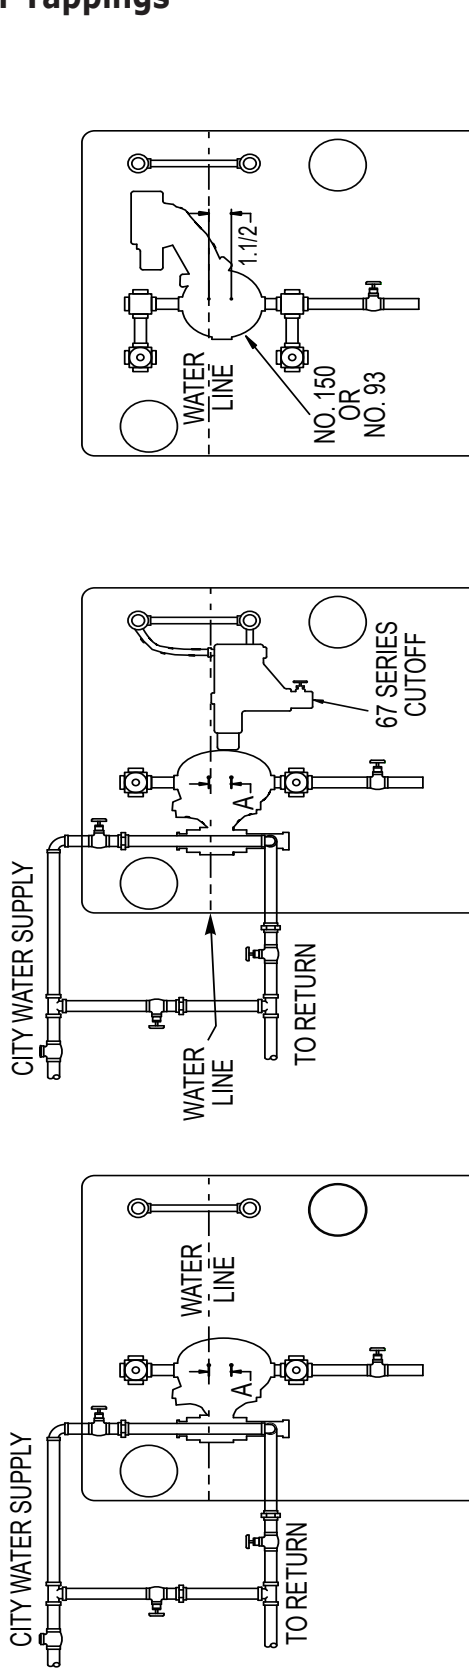 Tappings
1.1/2
WATER
LINE
NO. 150
OR
NO. 93
67 SERIES
CUTOFF
A
CITY WATER SUPPLY
TO RETURN
WATER
LINE
WATER
LINE
A
CITY WATER SUPPLY
TO RETURN